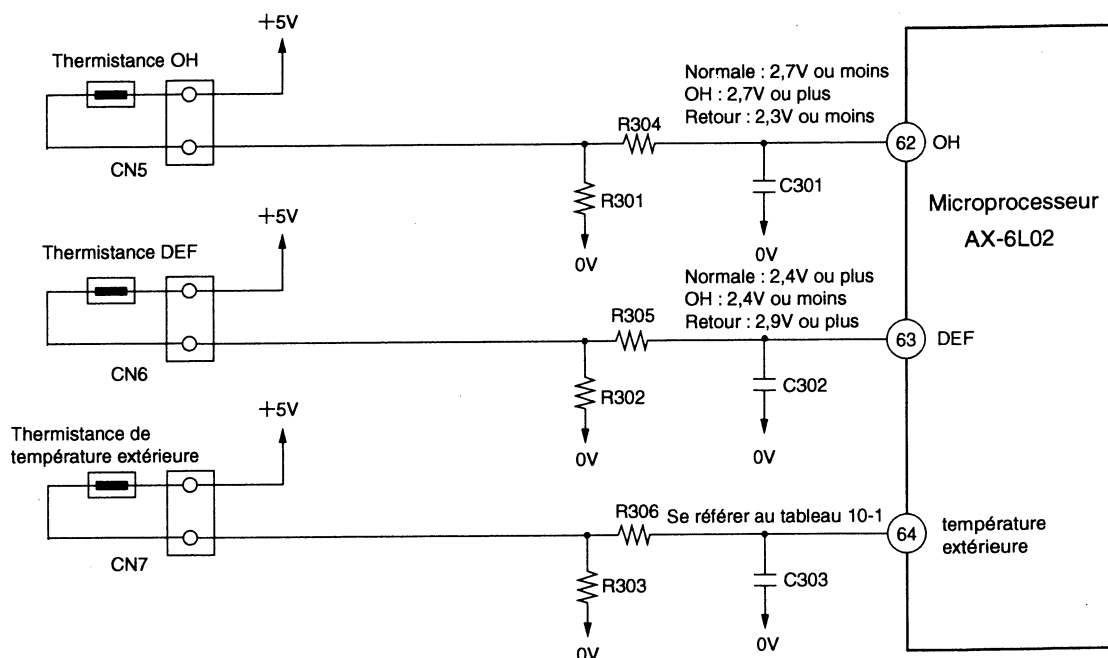 +5V
Thermistance OH
CN5
R304
R301
Normale : 2,7V ou moins
OH : 2,7V ou plus
Retour : 2,3V ou moins
C301
0V
0V
62
OH
Microprocesseur
AX-6L02
+5V
Thermistance DEF
CN6
R305
R302
Normale : 2,4V ou plus
OH : 2,4V ou moins
Retour : 2,9V ou plus
C302
0V
0V
63
DEF
+5V
Thermistance de
température extérieure
CN7
R306
R303
Se référer au tableau 10-1
C303
0V
0V
64
température
extérieure